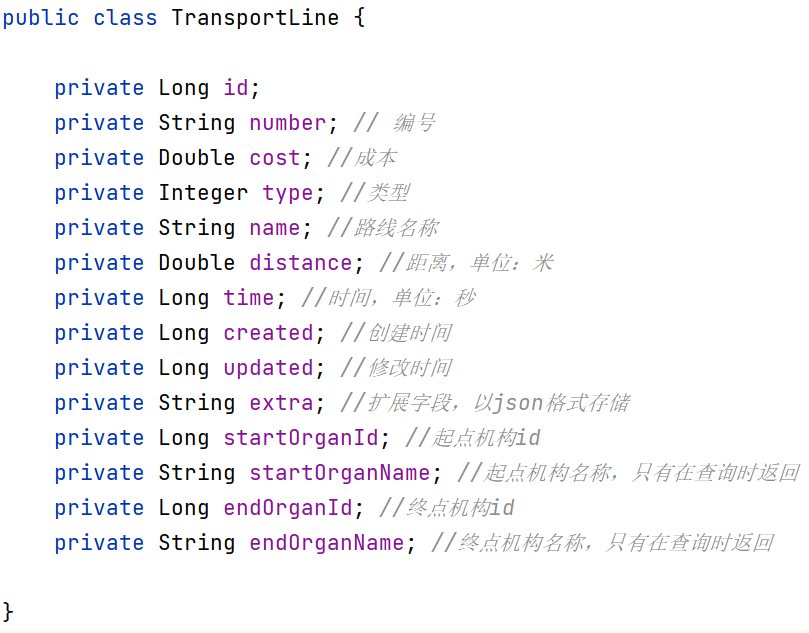 public class TransportLine {
private Long id;
private String number; // 编号
private Double cost; //成本
private Integer type; //类型
private String name; //路线名称
private Double distance; //距离，单位：米
private Long time; //时间，单位：秒
private Long created; //创建时间
private Long updated; //修改时间
private String extra; //扩展字段，以json格式存储
private Long startOrganId; //起点机构id
private String startOrganName; //起点机构名称，只有在查询时返回
private Long endOrganId; //终点机构id
private String endOrganName; //终点机构名称，只有在查询时返回
}